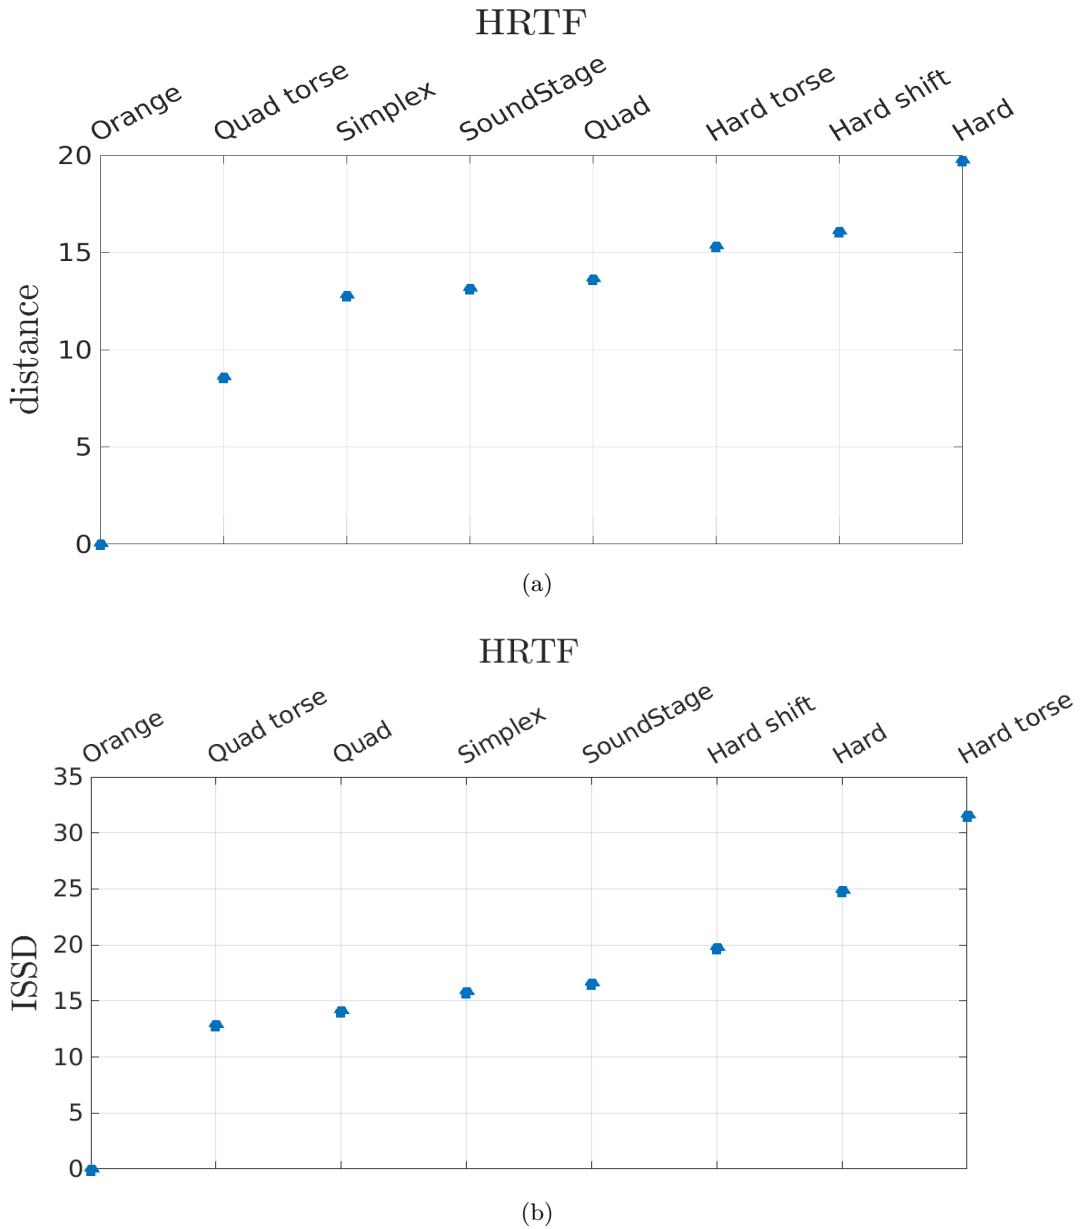 HRTF
Orange
Quad torse
Simplex
SoundStage
Quad
Hard torse
Hard shift
Hard
20
15
10
5
0
distance
(a)
HRTF
Orange
Quad torse
Quad
Simplex
SoundStage
Hard shift
Hard
Hard torse
35
30
25
20
15
10
5
0
ISSD
(b)